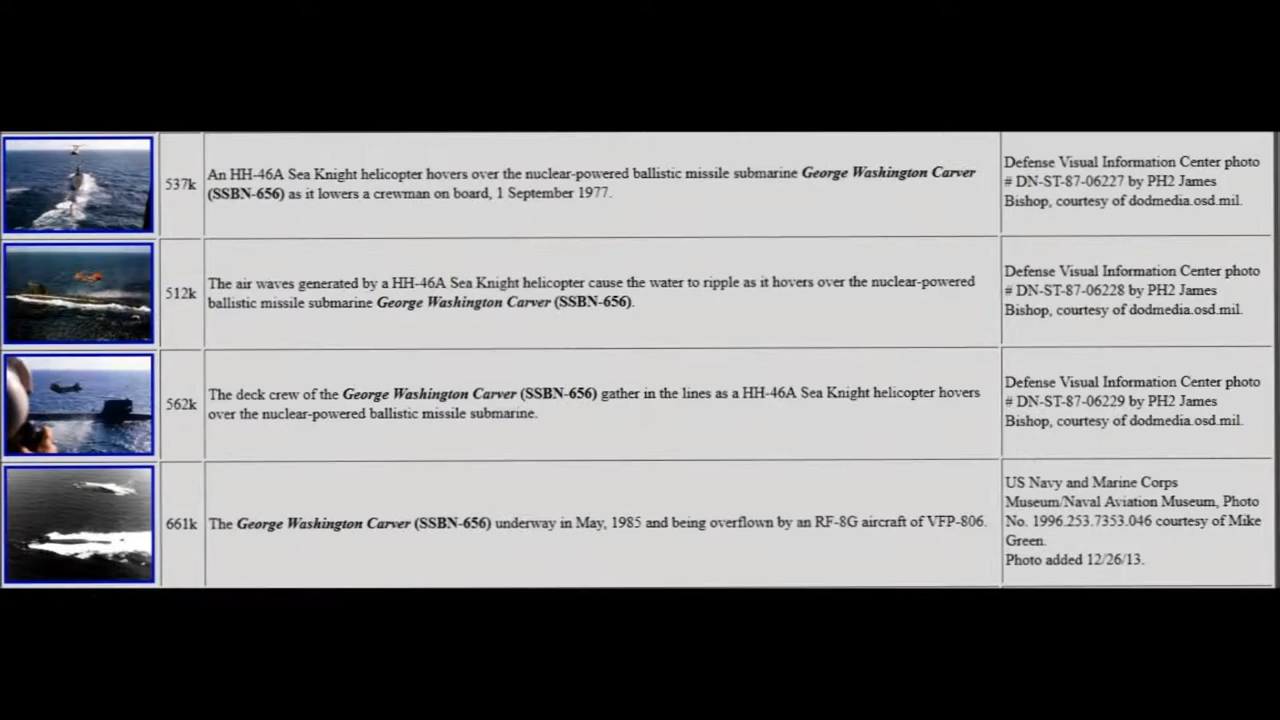 537k
An HH-46A Sea Knight helicopter hovers over the nuclear-powered ballistic missile submarine George Washington Carver
(SSBN-656) as it lowers a crewman on board, 1 September 1977.
Defense Visual Information Center photo
# DN-ST-87-06227 by PH2 James
Bishop, courtesy of dodmedia.osd.mil.
512k
The air waves generated by a HH-46A Sea Knight helicopter cause the water to ripple as it hovers over the nuclear-powered
ballistic missile submarine George Washington Carver (SSBN-656).
Defense Visual Information Center photo
# DN-ST-87-06228 by PH2 James
Bishop, courtesy of dodmedia.osd.mil.
562k
The deck crew of the George Washington Carver (SSBN-656) gather in the lines as a HH-46A Sea Knight helicopter hovers
over the nuclear-powered ballistic missile submarine.
Defense Visual Information Center photo
# DN-ST-87-06229 by PH2 James
Bishop, courtesy of dodmedia.osd.mil.
661k
The George Washington Carver (SSBN-656) underway in May, 1985 and being overflown by an RF-8G aircraft of VFP-806.
US Navy and Marine Corps
Museum/Naval Aviation Museum, Photo
No. 1996.253.7353.046 courtesy of Mike
Green.
Photo added 12/26/13.